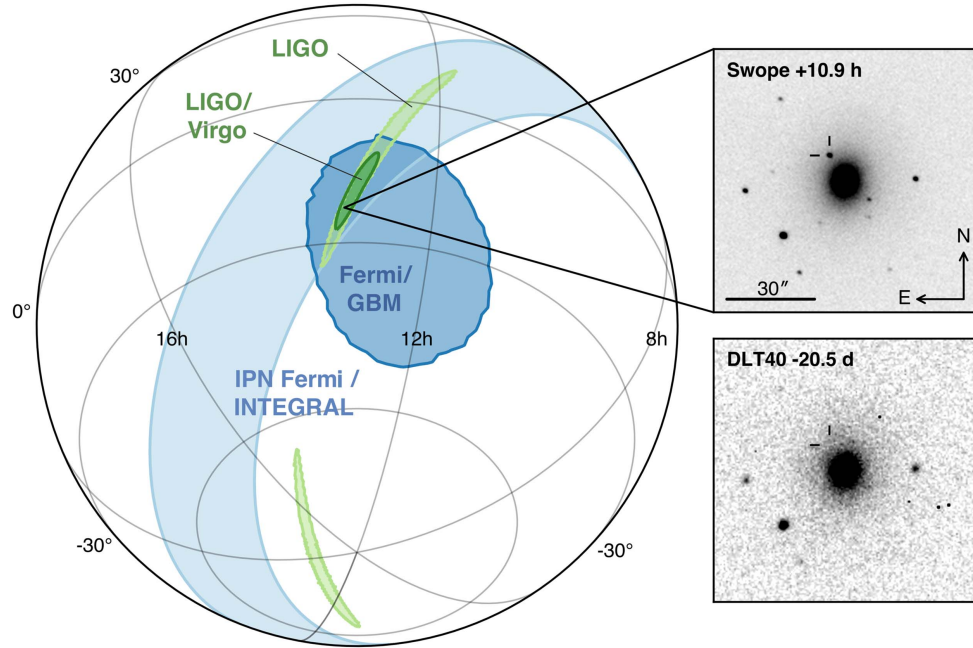 LIGO
30°
LIGO/
Virgo
0°
16h
12h
8h
Fermi/
GBM
IPN Fermi /
INTEGRAL
-30°
-30°
Swope +10.9 h
N
30″
E
DLT40 -20.5 d